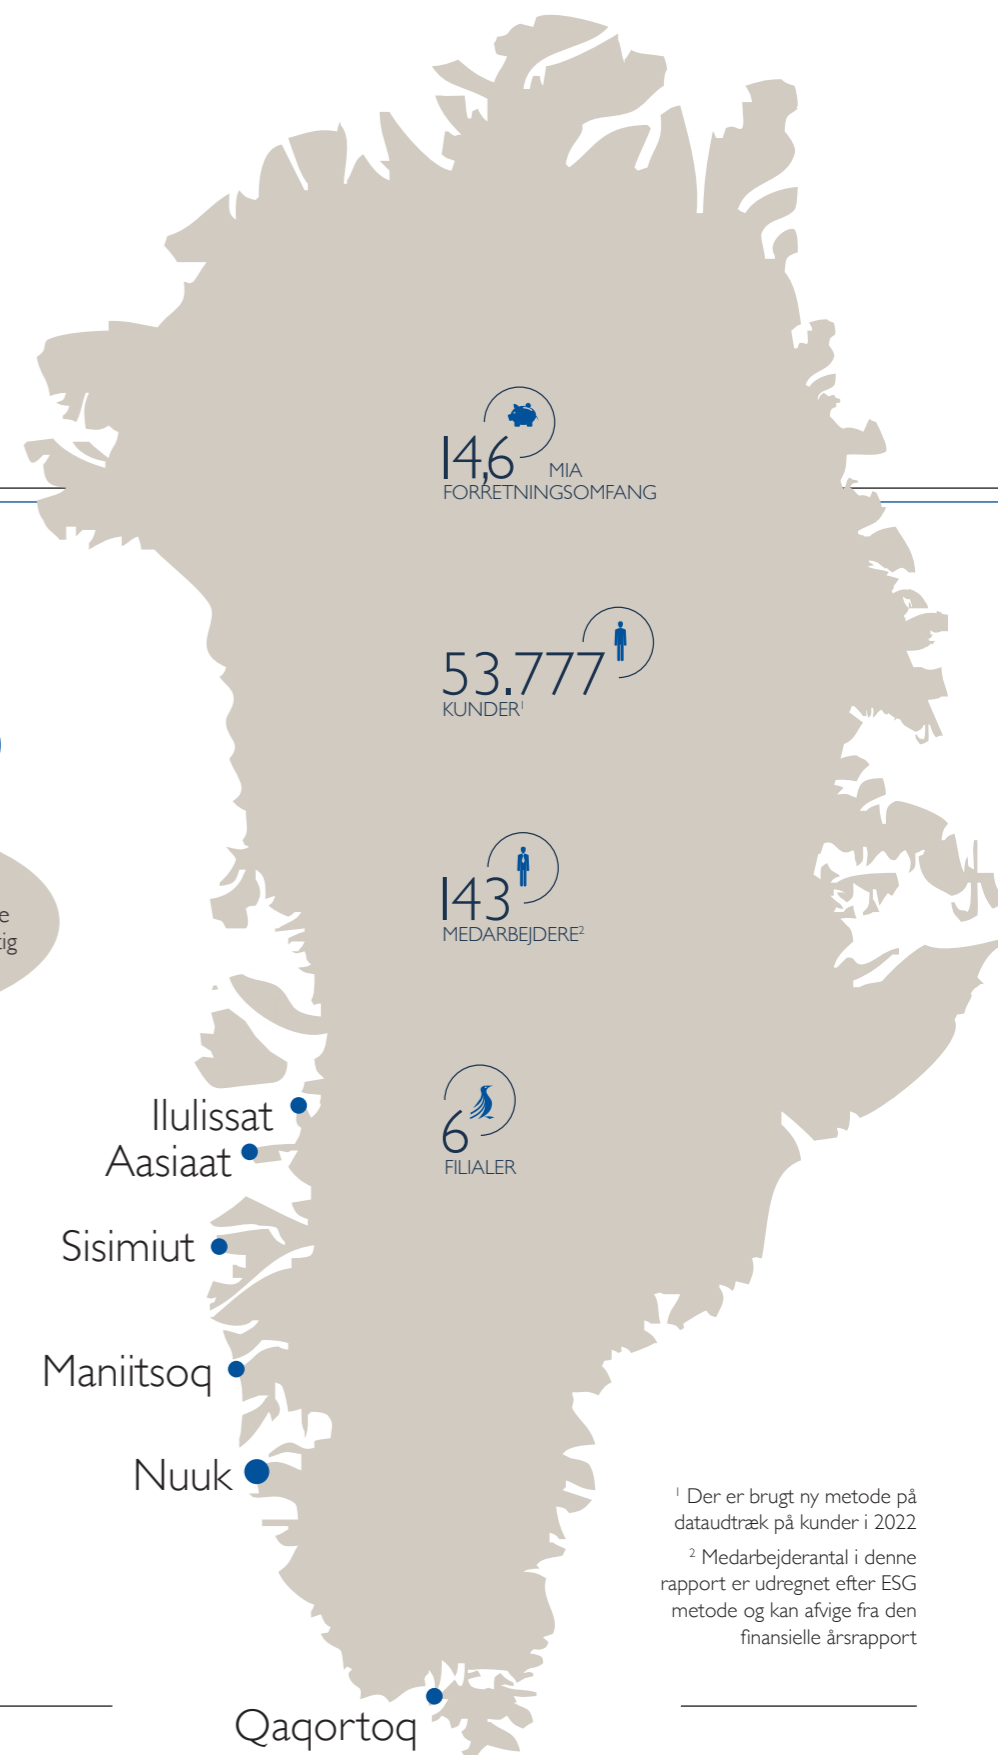 14,6 MIA
FORRETNINGSOMFANG
53.777
KUNDER¹
143
MEDARBEJDERE²
6
FILIALER
Ilulissat
Aasiaat
Sisimiut
Maniitsoq
Nuuk
Qaqortoq
¹ Der er brugt ny metode på
dataudtræk på kunder i 2022
² Medarbejderantal i denne
rapport er udregnet efter ESG
metode og kan afvige fra den
finansielle årsrapport